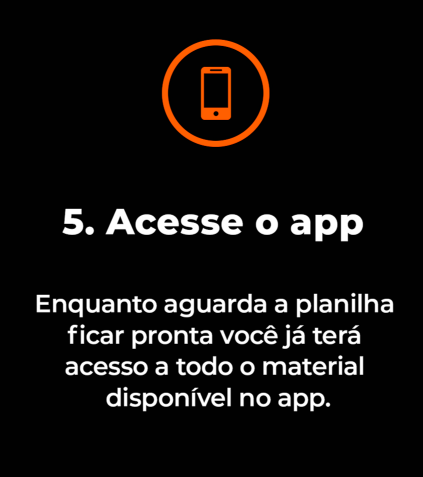 5. Acesse o app
Enquanto aguarda a planilha
ficar pronta você já terá
acesso a todo o material
disponível no app.